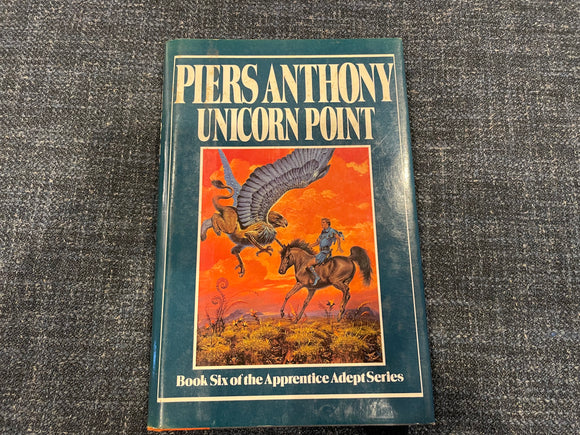 PIERS ANTHONY
UNICORN POINT
Book Six of the Apprentice Adept Series